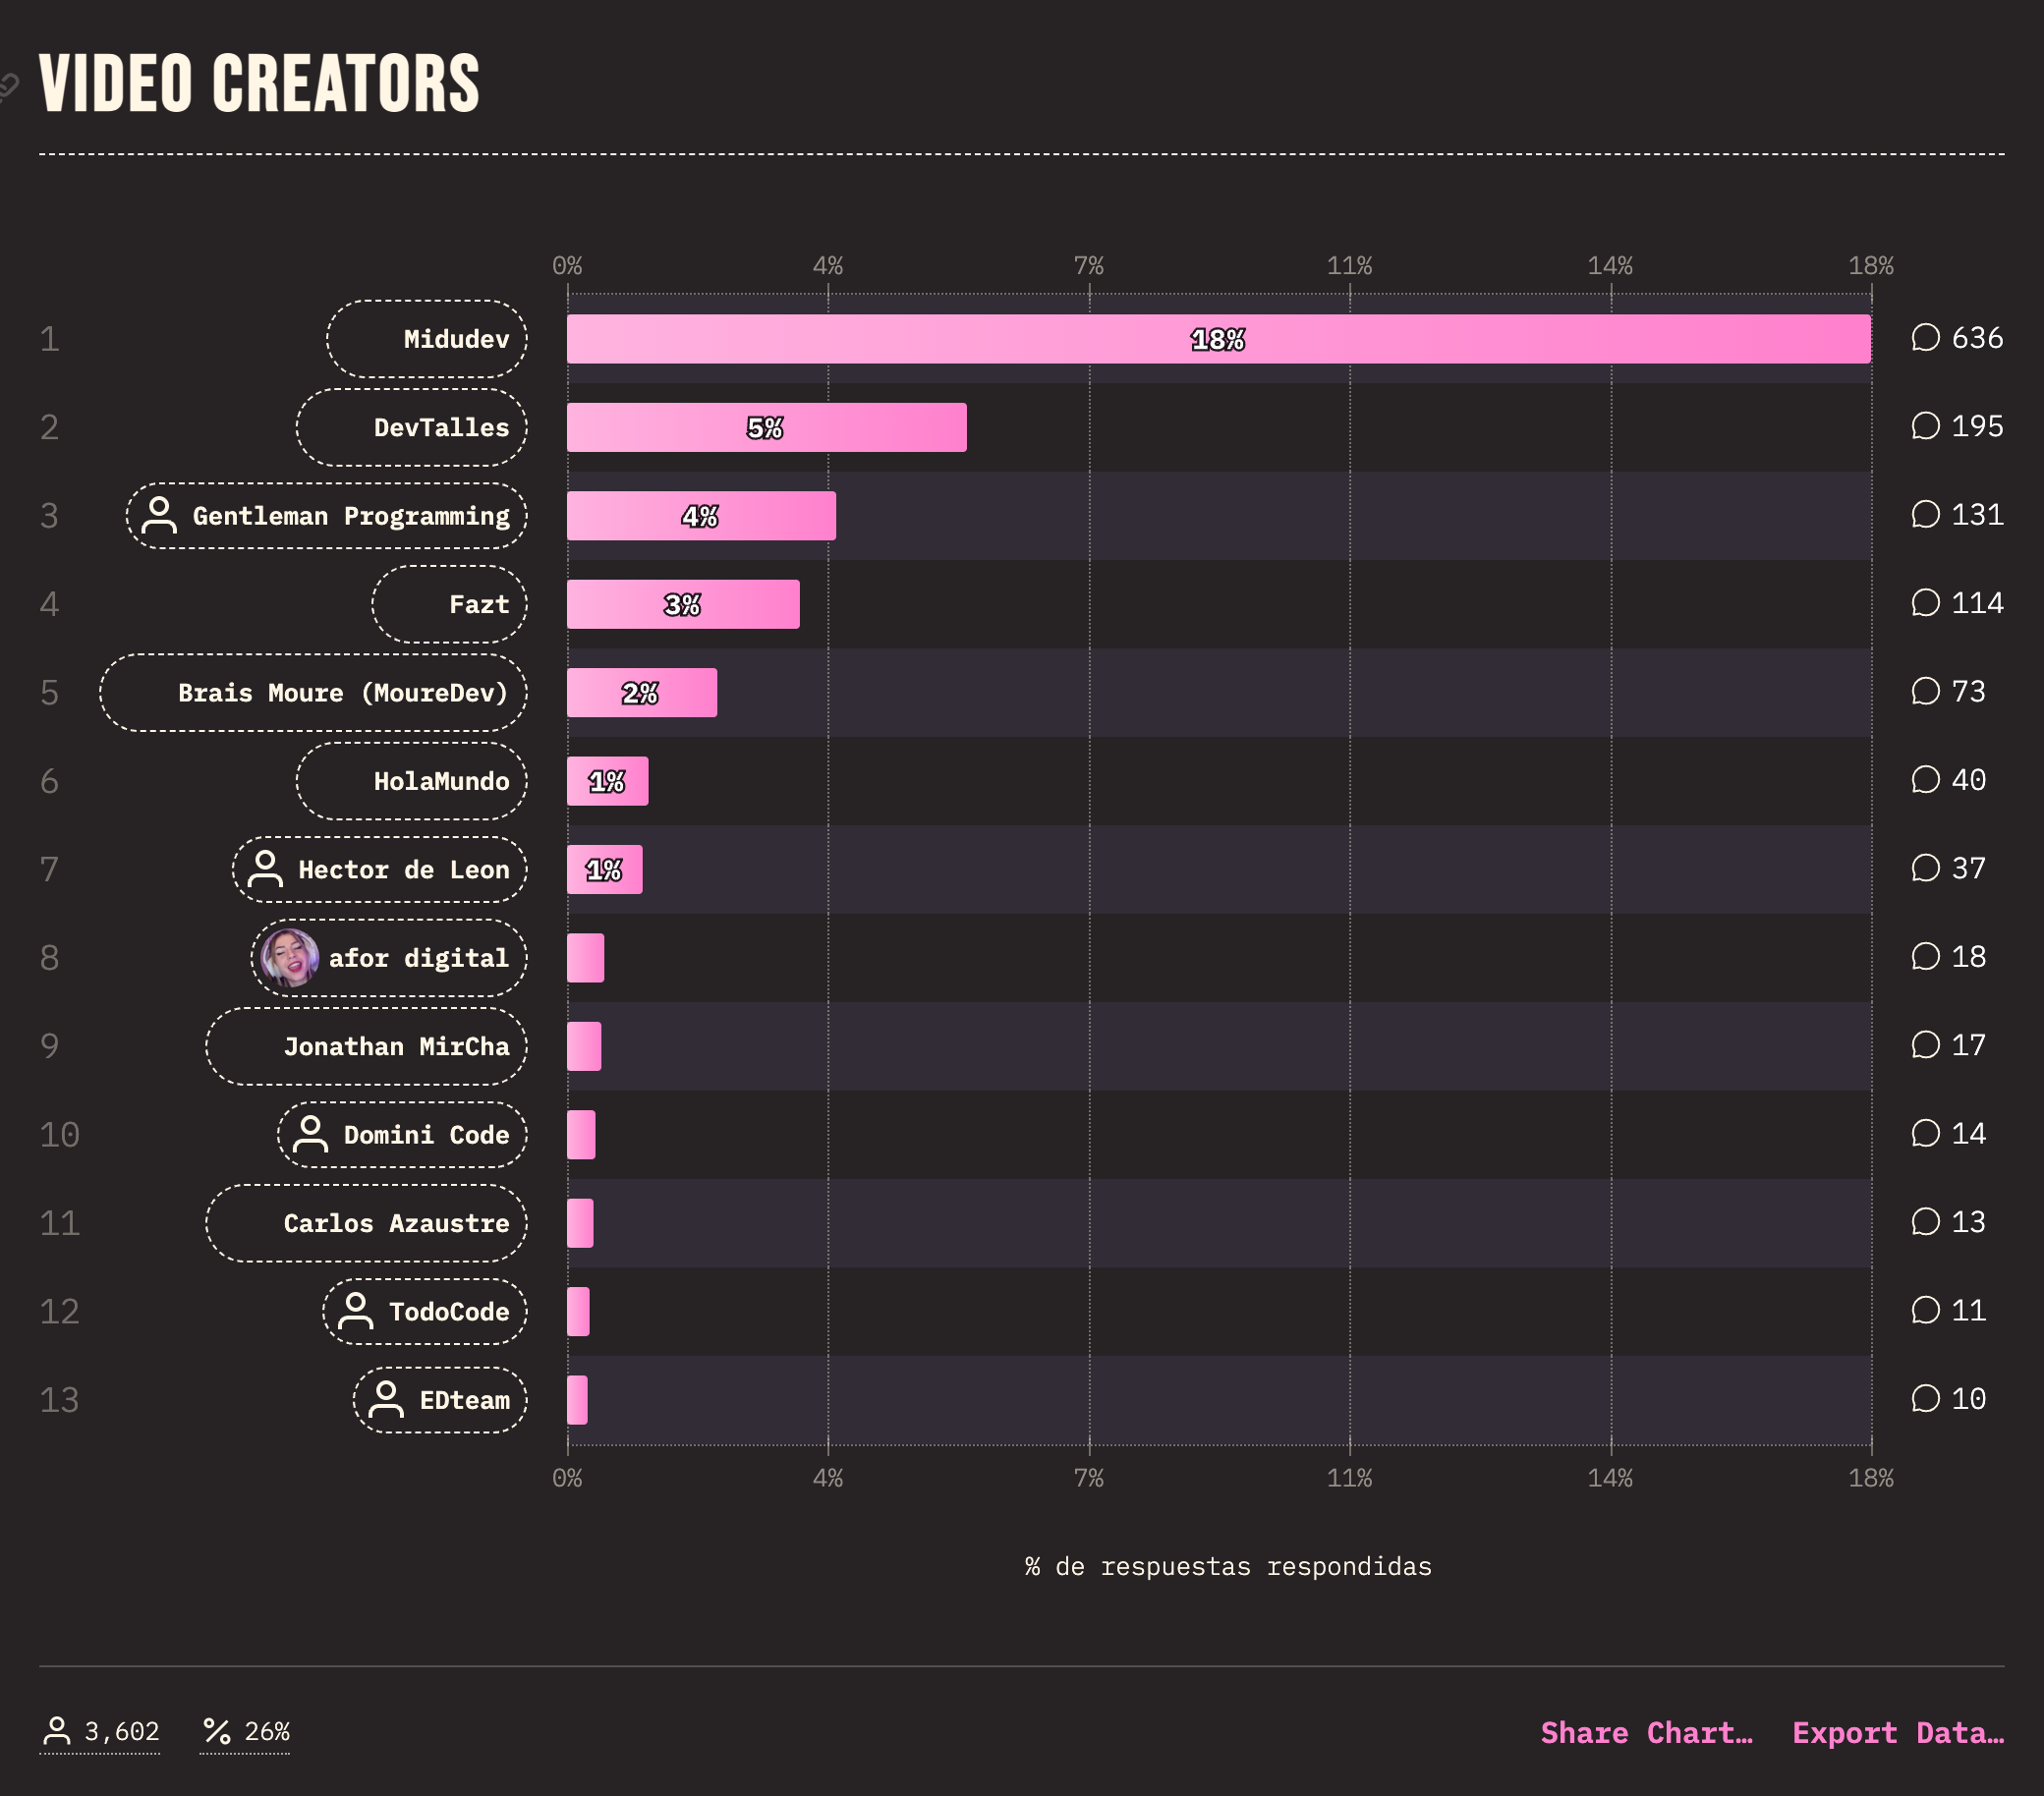 VIDEO CREATORS
0% 4% 7% 11% 14% 18%
1 Midudev 18% 636
2 DevTalles 5% 195
3 Gentleman Programming 4% 131
4 Fazt 3% 114
5 Brais Moure (MoureDev) 2% 73
6 HolaMundo 1% 40
7 Hector de Leon 1% 37
8 afor digital 18
9 Jonathan MirCha 17
10 Domini Code 14
11 Carlos Azaustre 13
12 TodoCode 11
13 EDteam 10
0% 4% 7% 11% 14% 18%
% de respuestas respondidas
3,602 26% Share Chart… Export Data…